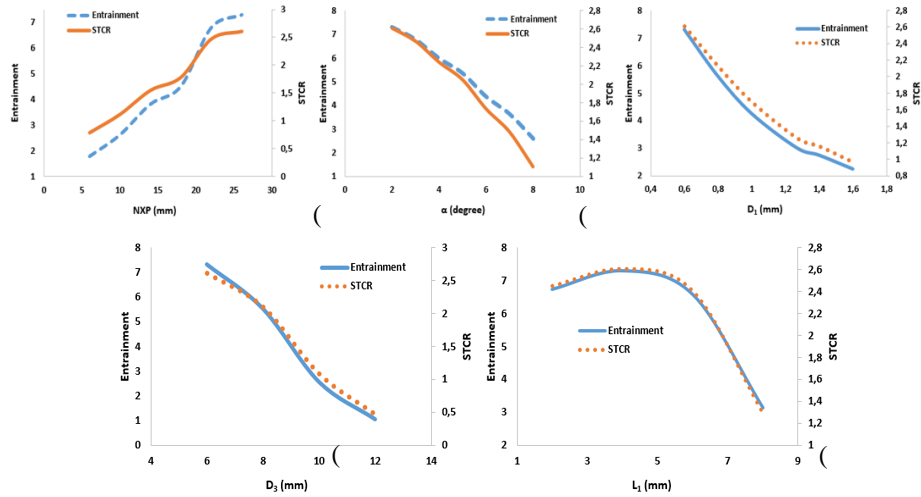 Entrainment
STCR
7
6
5
4
3
2
1
3
2,5
2
1,5
1
0,5
0
0 5 10 15 20 25 30
Entrainment
STCR
NXP (mm)
(
Entrainment
STCR
8
7
6
5
4
3
2
1
2,8
2,6
2,4
2,2
2
1,8
1,6
1,4
1,2
1
0 2 4 6 8 10
Entrainment
STCR
α (degree)
(
Entrainment
STCR
8
7
6
5
4
3
2
2,8
2,6
2,4
2,2
2
1,8
1,6
1,4
1,2
1
0,8
0,4 0,6 0,8 1 1,2 1,4 1,6 1,8
Entrainment
STCR
D₁ (mm)
Entrainment
STCR
8
7
6
5
4
3
2
1
0
3
2,5
2
1,5
1
0,5
0
4 6 8 10 12 14
Entrainment
STCR
D₃ (mm)
(
Entrainment
STCR
8
7
6
5
4
3
2
2,8
2,6
2,4
2,2
2
1,8
1,6
1,4
1,2
1
1 3 5 7 9
Entrainment
STCR
L₁ (mm)
(